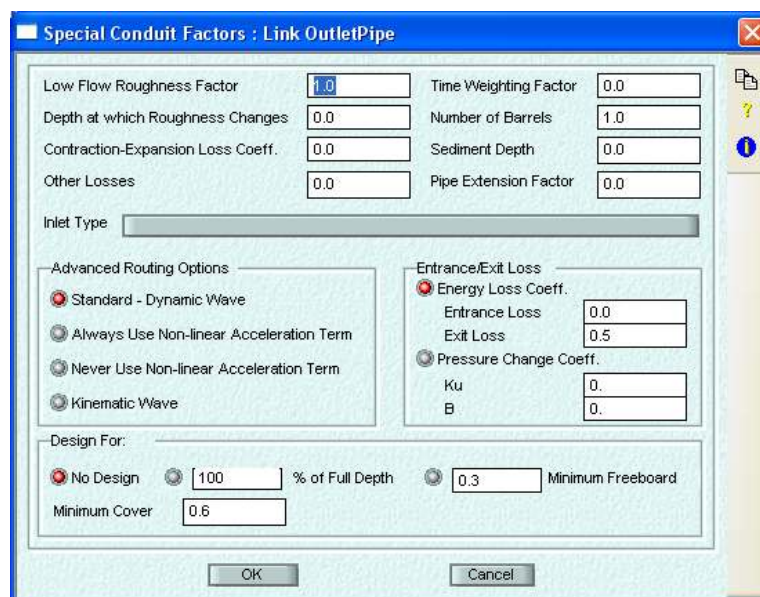 Special Conduit Factors : Link OutletPipe
Low Flow Roughness Factor 1.0 Time Weighting Factor 0.0
Depth at which Roughness Changes 0.0 Number of Barrels 1.0
Contraction-Expansion Loss Coeff. 0.0 Sediment Depth 0.0
Other Losses 0.0 Pipe Extension Factor 0.0
Inlet Type
Advanced Routing Options
Standard - Dynamic Wave
Always Use Non-linear Acceleration Term
Never Use Non-linear Acceleration Term
Kinematic Wave
Entrance/Exit Loss
Energy Loss Coeff.
Entrance Loss 0.0
Exit Loss 0.5
Pressure Change Coeff.
Ku 0.
B 0.
Design For:
No Design 100 % of Full Depth 0.3 Minimum Freeboard
Minimum Cover 0.6
OK Cancel